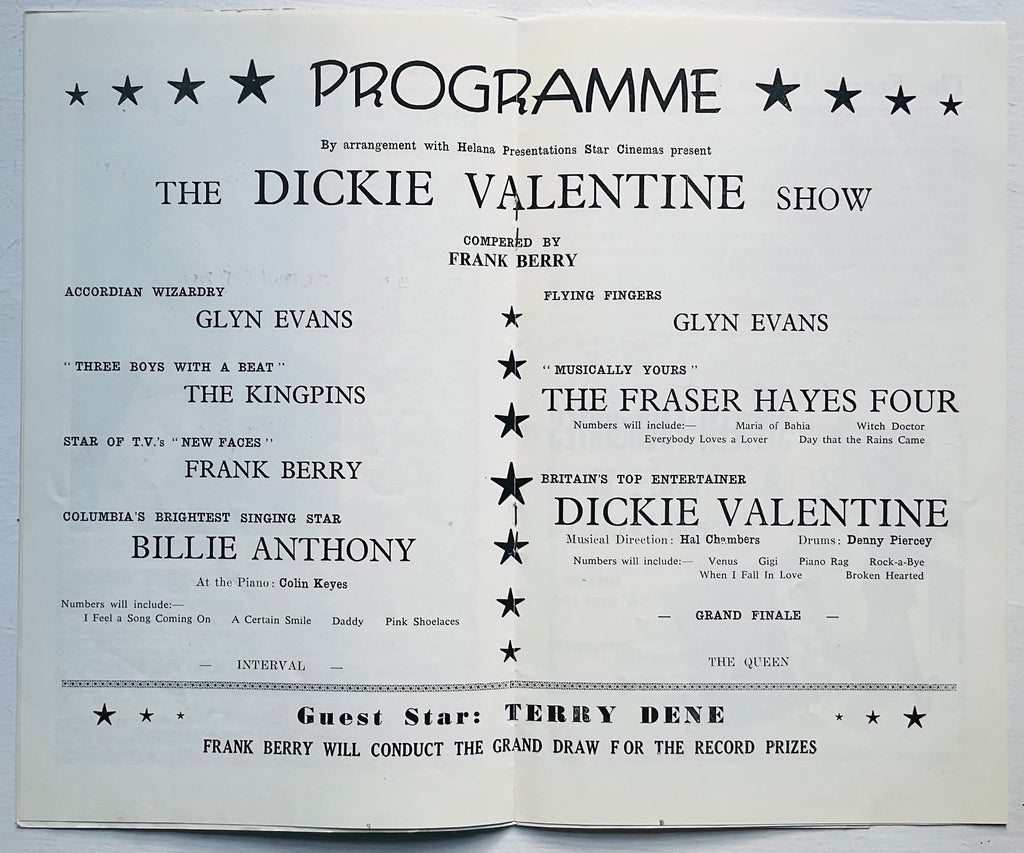 PROGRAMME
By arrangement with Helana Presentations Star Cinemas present
THE DICKIE VALENTINE SHOW
COMPERED BY
FRANK BERRY
ACCORDIAN WIZARDRY
GLYN EVANS
"THREE BOYS WITH A BEAT"
THE KINGPINS
STAR OF T.V.'s "NEW FACES"
FRANK BERRY
COLUMBIA'S BRIGHTEST SINGING STAR
BILLIE ANTHONY
At the Piano: Colin Keyes
Numbers will include:—
I Feel a Song Coming On A Certain Smile Daddy Pink Shoelaces
— INTERVAL —
FLYING FINGERS
GLYN EVANS
"MUSICALLY YOURS"
THE FRASER HAYES FOUR
Numbers will include:— Maria of Bahia Witch Doctor
Everybody Loves a Lover Day that the Rains Came
BRITAIN'S TOP ENTERTAINER
DICKIE VALENTINE
Musical Direction: Hal Chambers Drums: Denny Piercey
Numbers will include:— Venus Gigi Piano Rag Rock-a-Bye
When I Fall In Love Broken Hearted
— GRAND FINALE —
THE QUEEN
Guest Star: TERRY DENE
FRANK BERRY WILL CONDUCT THE GRAND DRAW FOR THE RECORD PRIZES